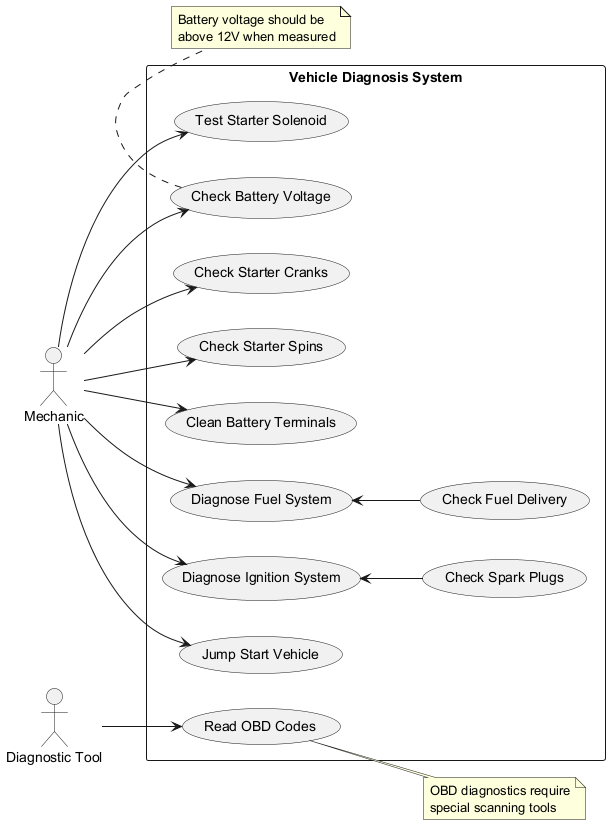 Battery voltage should be
above 12V when measured
Vehicle Diagnosis System
Test Starter Solenoid
Check Battery Voltage
Check Starter Cranks
Check Starter Spins
Mechanic
Clean Battery Terminals
Diagnose Fuel System
Check Fuel Delivery
Diagnose Ignition System
Check Spark Plugs
Jump Start Vehicle
Read OBD Codes
Diagnostic Tool
OBD diagnostics require
special scanning tools